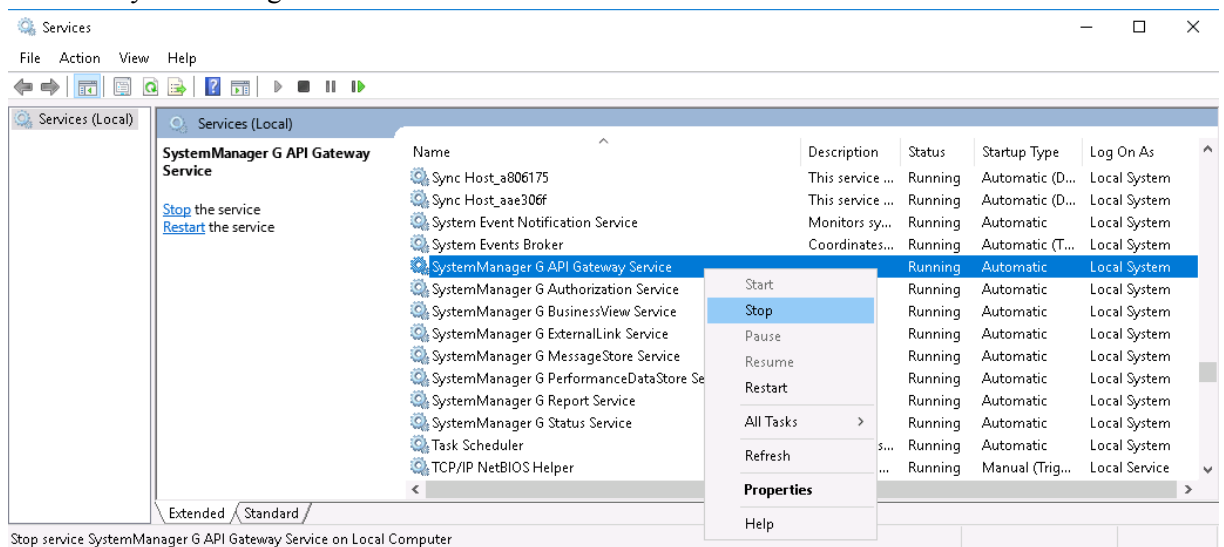 Services
File Action View Help
Services (Local)
Services (Local)
SystemManager G API Gateway Service
Stop the service
Restart the service
Name Description Status Startup Type Log On As
Sync Host_a806175 This service ... Running Automatic (D... Local System
Sync Host_aae306f This service ... Running Automatic (D... Local System
System Event Notification Service Monitors sy... Running Automatic Local System
System Events Broker Coordinates... Running Automatic (T... Local System
SystemManager G API Gateway Service Running Automatic Local System
SystemManager G Authorization Service Running Automatic Local System
SystemManager G BusinessView Service Running Automatic Local System
SystemManager G ExternalLink Service Running Automatic Local System
SystemManager G MessageStore Service Running Automatic Local System
SystemManager G PerformanceDataStore Se Running Automatic Local System
SystemManager G Report Service Running Automatic Local System
SystemManager G Status Service Running Automatic Local System
Task Scheduler s... Running Automatic Local System
TCP/IP NetBIOS Helper ... Running Manual (Trig... Local Service
Start
Stop
Pause
Resume
Restart
All Tasks
Refresh
Properties
Help
Extended Standard
Stop service SystemManager G API Gateway Service on Local Computer